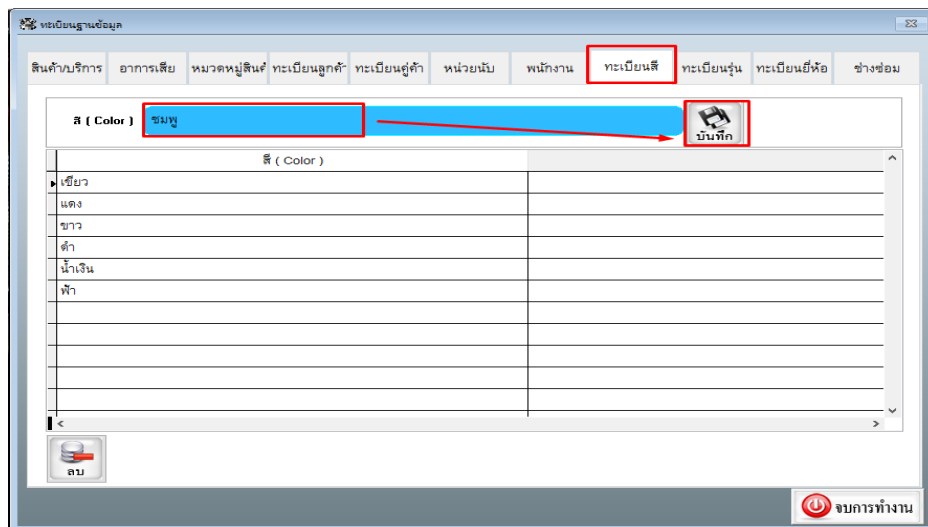 ทะเบียนฐานข้อมูล
สินค้า/บริการ อาการเสีย หมวดหมู่สินค้ ทะเบียนลูกค้า ทะเบียนคู่ค้า หน่วยนับ พนักงาน ทะเบียนสี ทะเบียนรุ่น ทะเบียนยี่ห้อ ช่างซ่อม
สี ( Color ) ชมพู บันทึก
สี ( Color )
เขียว
แดง
ขาว
ดำ
น้ำเงิน
ฟ้า
ลบ
จบการทำงาน